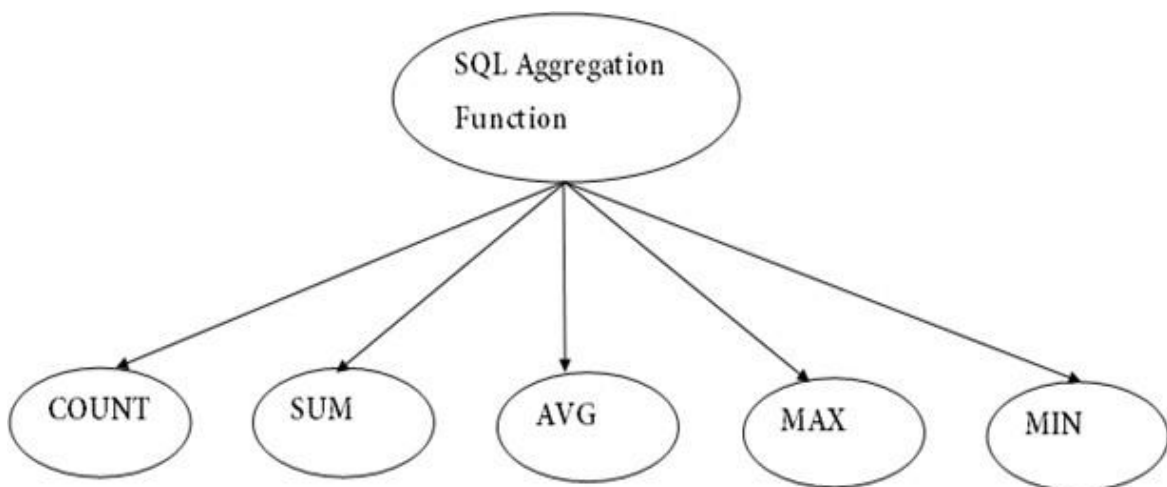 SQL Aggregation
Function
COUNT
SUM
AVG
MAX
MIN